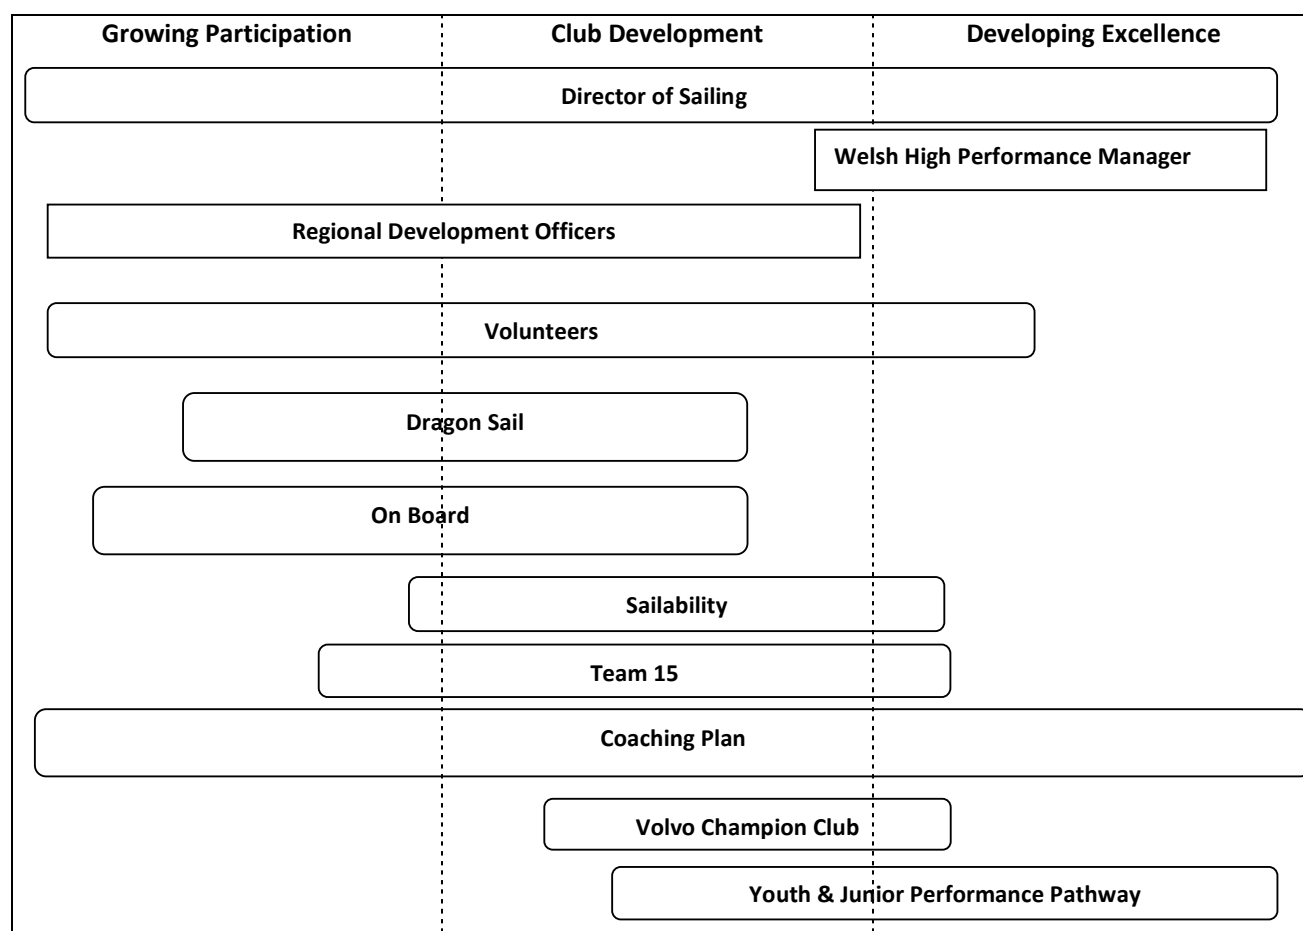 Growing Participation Club Development Developing Excellence
Director of Sailing
Welsh High Performance Manager
Regional Development Officers
Volunteers
Dragon Sail
On Board
Sailability
Team 15
Coaching Plan
Volvo Champion Club
Youth & Junior Performance Pathway